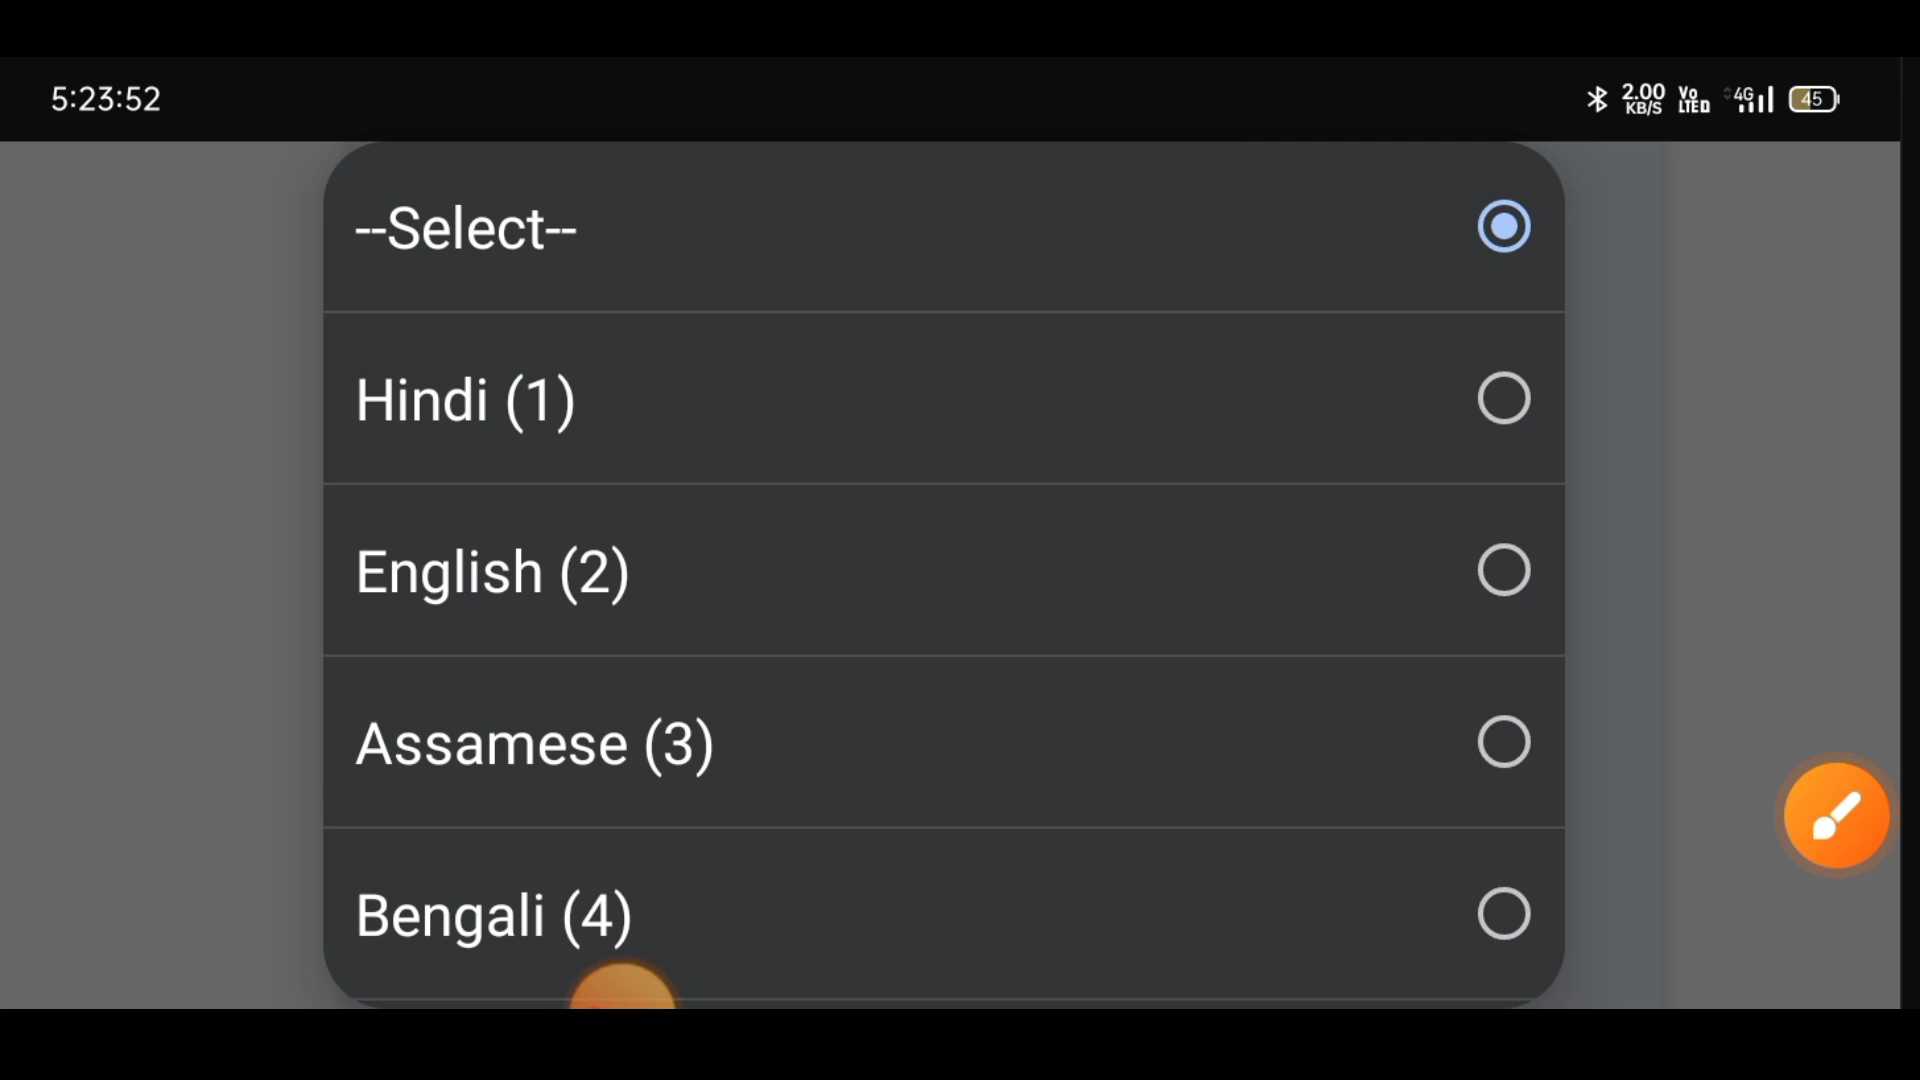 5:23:52
2.00 KB/S
Vo LTE D
4G
45
--Select--
Hindi (1)
English (2)
Assamese (3)
Bengali (4)